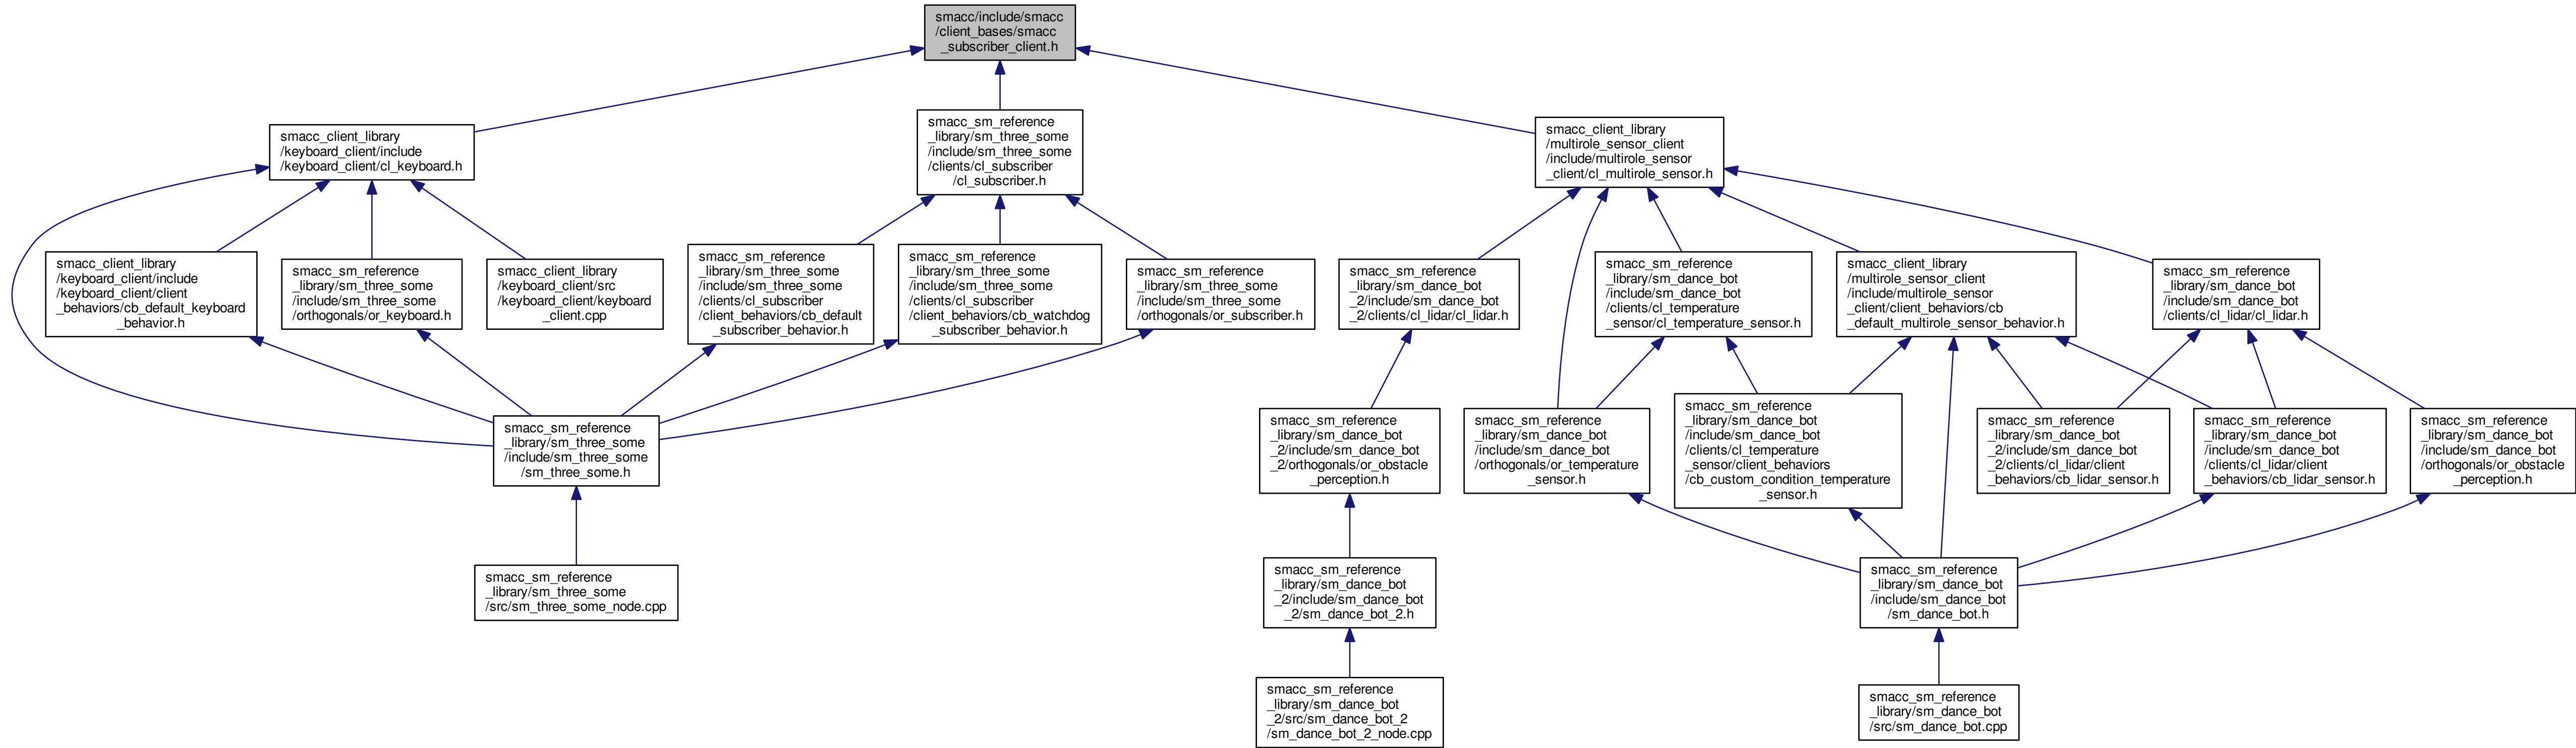 smacc/include/smacc
/client_bases/smacc
_subscriber_client.h
smacc_client_library
/keyboard_client/include
/keyboard_client/cl_keyboard.h
smacc_sm_reference
_library/sm_three_some
/include/sm_three_some
/clients/cl_subscriber
/cl_subscriber.h
smacc_client_library
/multirole_sensor_client
/include/multirole_sensor
_client/cl_multirole_sensor.h
smacc_client_library
/keyboard_client/include
/keyboard_client/client
_behaviors/cb_default_keyboard
_behavior.h
smacc_sm_reference
_library/sm_three_some
/include/sm_three_some
/orthogonals/or_keyboard.h
smacc_client_library
/keyboard_client/src
/keyboard_client/keyboard
_client.cpp
smacc_sm_reference
_library/sm_three_some
/include/sm_three_some
/clients/cl_subscriber
/client_behaviors/cb_default
_subscriber_behavior.h
smacc_sm_reference
_library/sm_three_some
/include/sm_three_some
/clients/cl_subscriber
/client_behaviors/cb_watchdog
_subscriber_behavior.h
smacc_sm_reference
_library/sm_three_some
/include/sm_three_some
/orthogonals/or_subscriber.h
smacc_sm_reference
_library/sm_dance_bot
_2/include/sm_dance_bot
_2/clients/cl_lidar/cl_lidar.h
smacc_sm_reference
_library/sm_dance_bot
/include/sm_dance_bot
/clients/cl_temperature
_sensor/cl_temperature_sensor.h
smacc_client_library
/multirole_sensor_client
/include/multirole_sensor
_client/client_behaviors/cb
_default_multirole_sensor_behavior.h
smacc_sm_reference
_library/sm_dance_bot
/include/sm_dance_bot
/clients/cl_lidar/cl_lidar.h
smacc_sm_reference
_library/sm_three_some
/include/sm_three_some
/sm_three_some.h
smacc_sm_reference
_library/sm_dance_bot
_2/include/sm_dance_bot
_2/orthogonals/or_obstacle
_perception.h
smacc_sm_reference
_library/sm_dance_bot
/include/sm_dance_bot
/orthogonals/or_temperature
_sensor.h
smacc_sm_reference
_library/sm_dance_bot
/include/sm_dance_bot
/clients/cl_temperature
_sensor/client_behaviors
/cb_custom_condition_temperature
_sensor.h
smacc_sm_reference
_library/sm_dance_bot
_2/include/sm_dance_bot
_2/clients/cl_lidar/client
_behaviors/cb_lidar_sensor.h
smacc_sm_reference
_library/sm_dance_bot
/include/sm_dance_bot
/clients/cl_lidar/client
_behaviors/cb_lidar_sensor.h
smacc_sm_reference
_library/sm_dance_bot
/include/sm_dance_bot
/orthogonals/or_obstacle
_perception.h
smacc_sm_reference
_library/sm_three_some
/src/sm_three_some_node.cpp
smacc_sm_reference
_library/sm_dance_bot
_2/include/sm_dance_bot
_2/sm_dance_bot_2.h
smacc_sm_reference
_library/sm_dance_bot
/include/sm_dance_bot
/sm_dance_bot.h
smacc_sm_reference
_library/sm_dance_bot
_2/src/sm_dance_bot_2
/sm_dance_bot_2_node.cpp
smacc_sm_reference
_library/sm_dance_bot
/src/sm_dance_bot.cpp